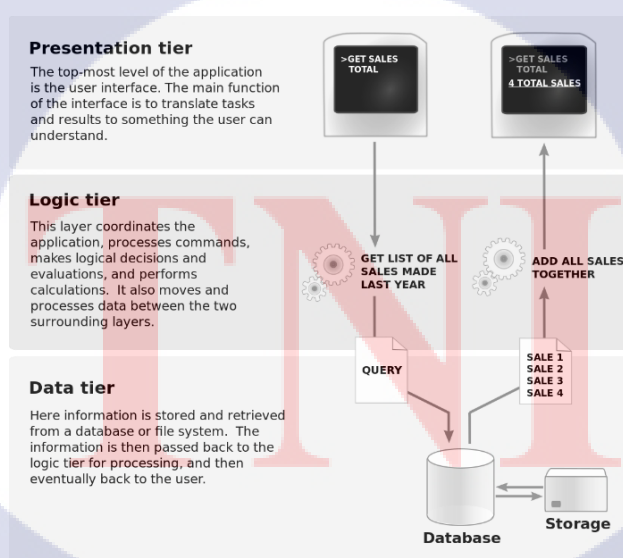 Presentation tier
The top-most level of the application
is the user interface. The main function
of the interface is to translate tasks
and results to something the user can
understand.
>GET SALES
TOTAL
>GET SALES
TOTAL
4 TOTAL SALES
Logic tier
This layer coordinates the
application, processes commands,
makes logical decisions and
evaluations, and performs
calculations. It also moves and
processes data between the two
surrounding layers.
GET LIST OF ALL
SALES MADE
LAST YEAR
ADD ALL SALES
TOGETHER
QUERY
SALE 1
SALE 2
SALE 3
SALE 4
Data tier
Here information is stored and retrieved
from a database or file system. The
information is then passed back to the
logic tier for processing, and then
eventually back to the user.
Database
Storage
TNI